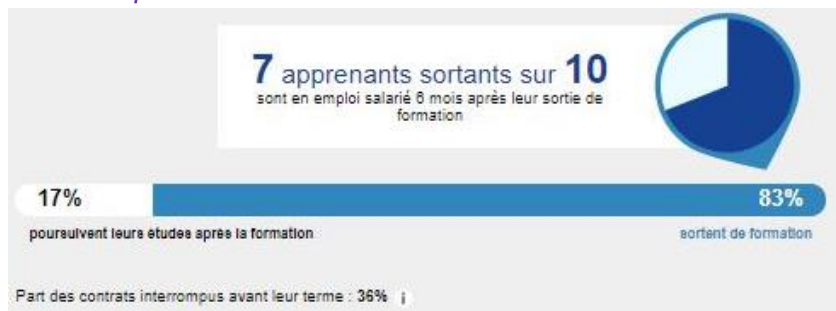 7 apprenants sortants sur 10
sont en emploi salarié 6 mois après leur sortie de
formation
17%
83%
poursuivent leurs études après la formation
sortent de formation
Part des contrats interrompus avant leur terme : 36% i